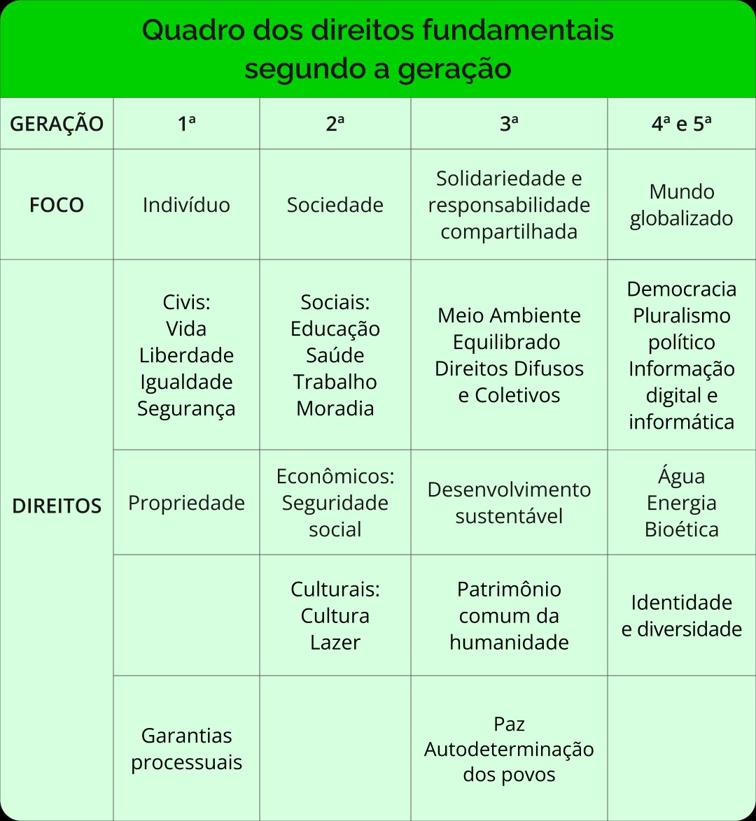 Quadro dos direitos fundamentais
segundo a geração
GERAÇÃO
1ª
2ª
3ª
4ª e 5ª
FOCO
Indivíduo
Sociedade
Solidariedade e
responsabilidade
compartilhada
Mundo
globalizado
DIREITOS
Civis:
Vida
Liberdade
Igualdade
Segurança
Sociais:
Educação
Saúde
Trabalho
Moradia
Meio Ambiente
Equilibrado
Direitos Difusos
e Coletivos
Democracia
Pluralismo
político
Informação
digital e
informática
Propriedade
Econômicos:
Seguridade
social
Desenvolvimento
sustentável
Água
Energia
Bioética
Culturais:
Cultura
Lazer
Patrimônio
comum da
humanidade
Identidade
e diversidade
Garantias
processuais
Paz
Autodeterminação
dos povos